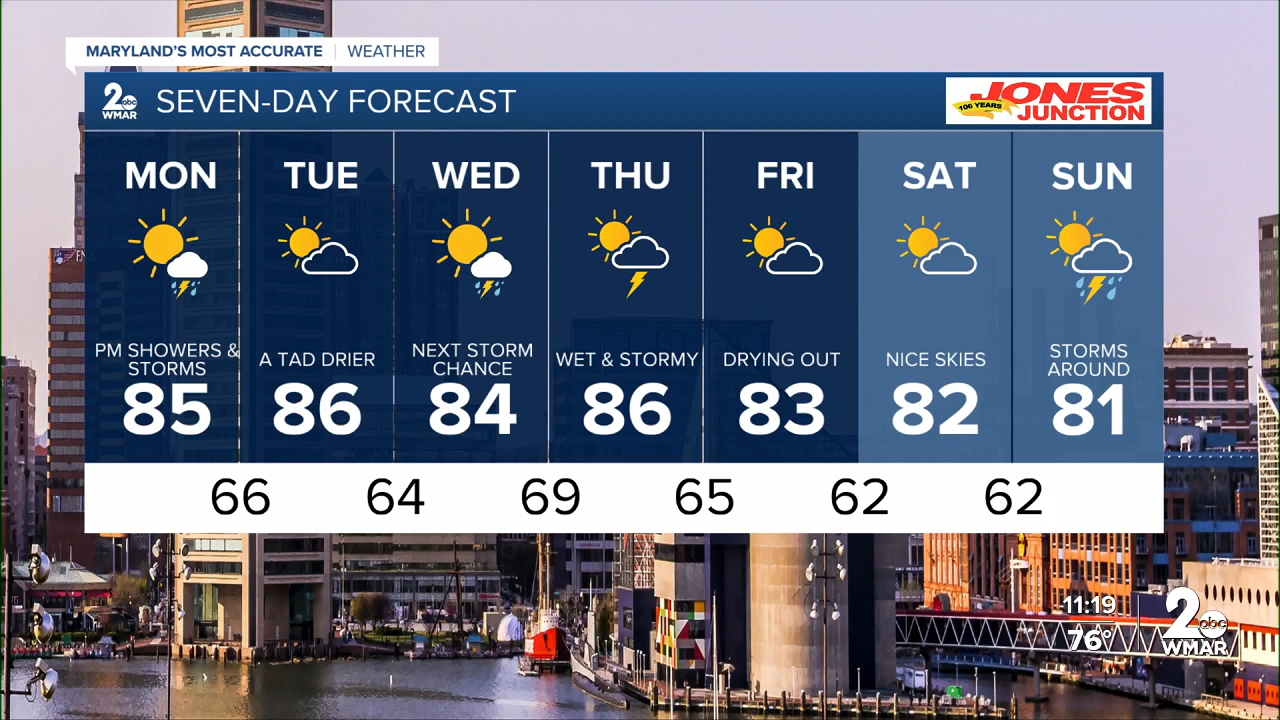 MARYLAND'S MOST ACCURATE | WEATHER
2 abc
WMAR
SEVEN-DAY FORECAST
JONES
106 YEARS
JUNCTION
MON TUE WED THU FRI SAT SUN
PM SHOWERS & STORMS
A TAD DRIER
NEXT STORM CHANCE
WET & STORMY
DRYING OUT
NICE SKIES
STORMS AROUND
85 86 84 86 83 82 81
66 64 69 65 62 62
11:19
76°
2 abc
WMAR